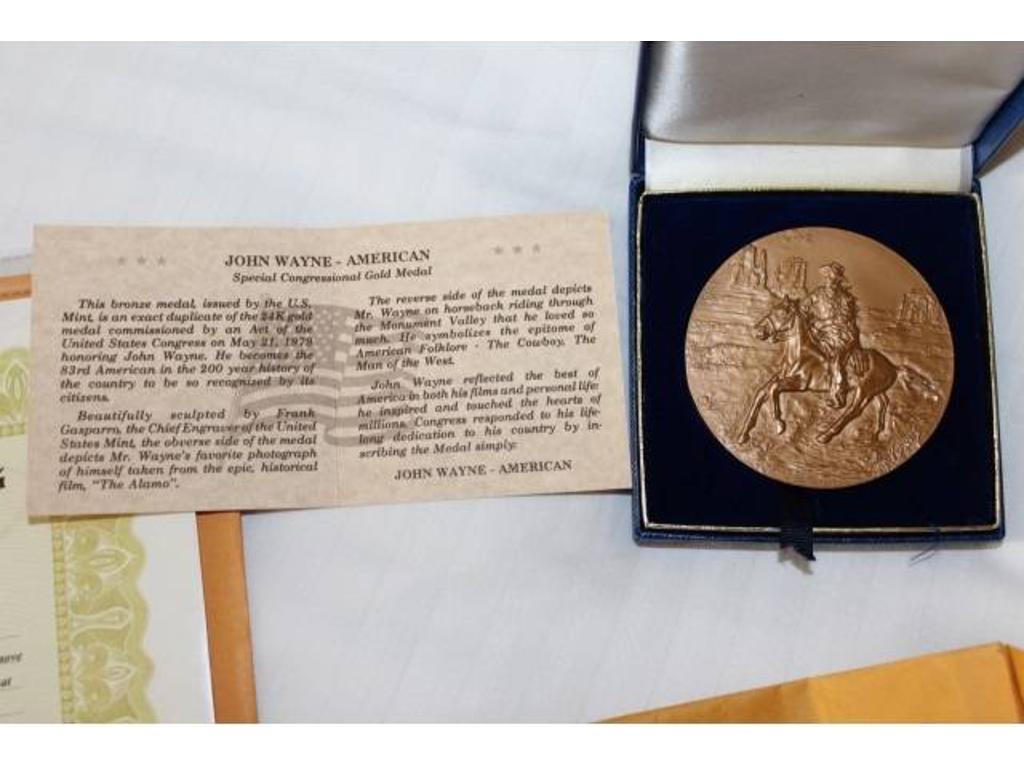 JOHN WAYNE - AMERICAN
Special Congressional Gold Medal
This bronze medal, issued by the U.S.
Mint, is an exact duplicate of the 24K gold
medal commissioned by an Act of the
United States Congress on May 21, 1979
honoring John Wayne. He becomes the
83rd American in the 200 year history of
the country to be so recognized by its
citizens.
Beautifully sculpted by Frank
Gasparro, the Chief Engraver of the United
States Mint, the obverse side of the medal
depicts Mr. Wayne's favorite photograph
of himself taken from the epic, historical
film, "The Alamo".
The reverse side of the medal depicts
Mr. Wayne on horseback riding through
the Monument Valley that he loved so
much. He symbolizes the epitome of
American Folklore - The Cowboy, The
Man of the West.
John Wayne reflected the best of
America in both his films and personal life:
he inspired and touched the hearts of
millions. Congress responded to his life-
long dedication to his country by in-
scribing the Medal simply:
JOHN WAYNE - AMERICAN